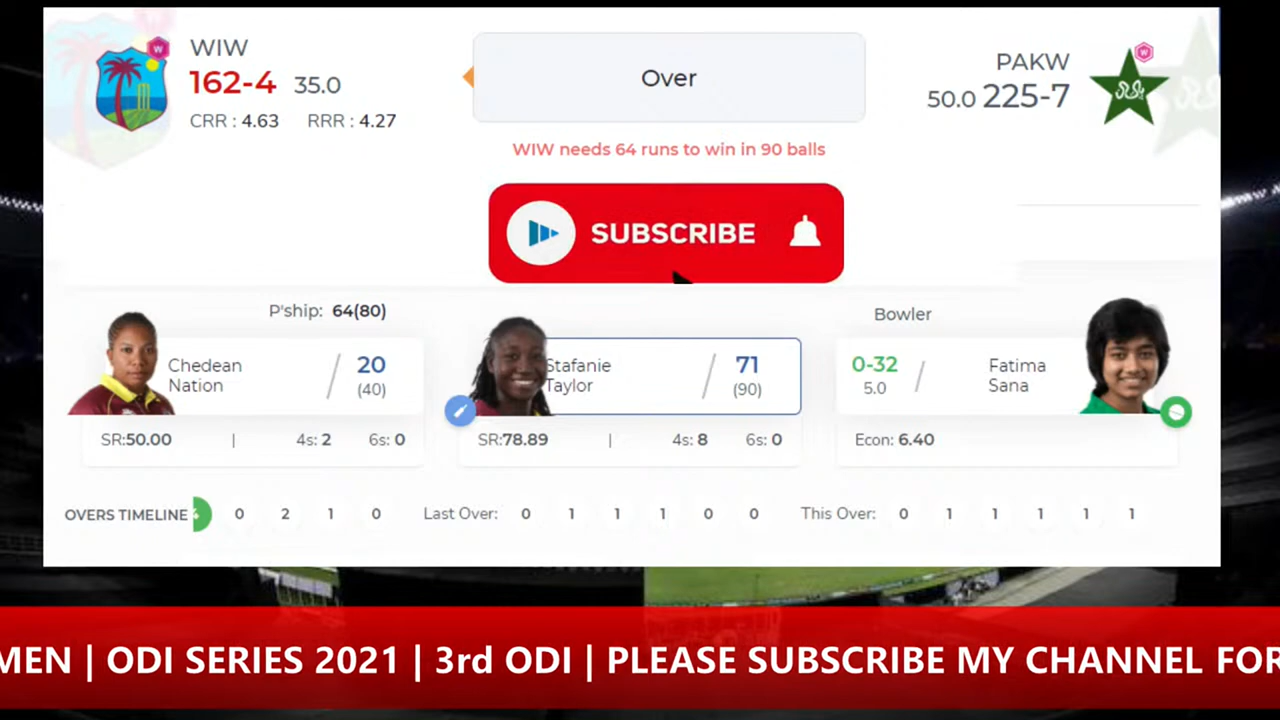 WIW
162-4 35.0
CRR : 4.63 RRR : 4.27
Over
PAKW
50.0 225-7
WIW needs 64 runs to win in 90 balls
SUBSCRIBE
P'ship: 64(80)
Bowler
Chedean
Nation
/ 20
(40)
Stafanie
Taylor
/ 71
(90)
0-32
5.0 /
Fatima
Sana
SR:50.00 | 4s: 2 6s: 0
SR:78.89 | 4s: 8 6s: 0
Econ: 6.40
OVERS TIMELINE 0 2 1 0 Last Over: 0 1 1 1 0 0 This Over: 0 1 1 1 1 1
MEN | ODI SERIES 2021 | 3rd ODI | PLEASE SUBSCRIBE MY CHANNEL FOR